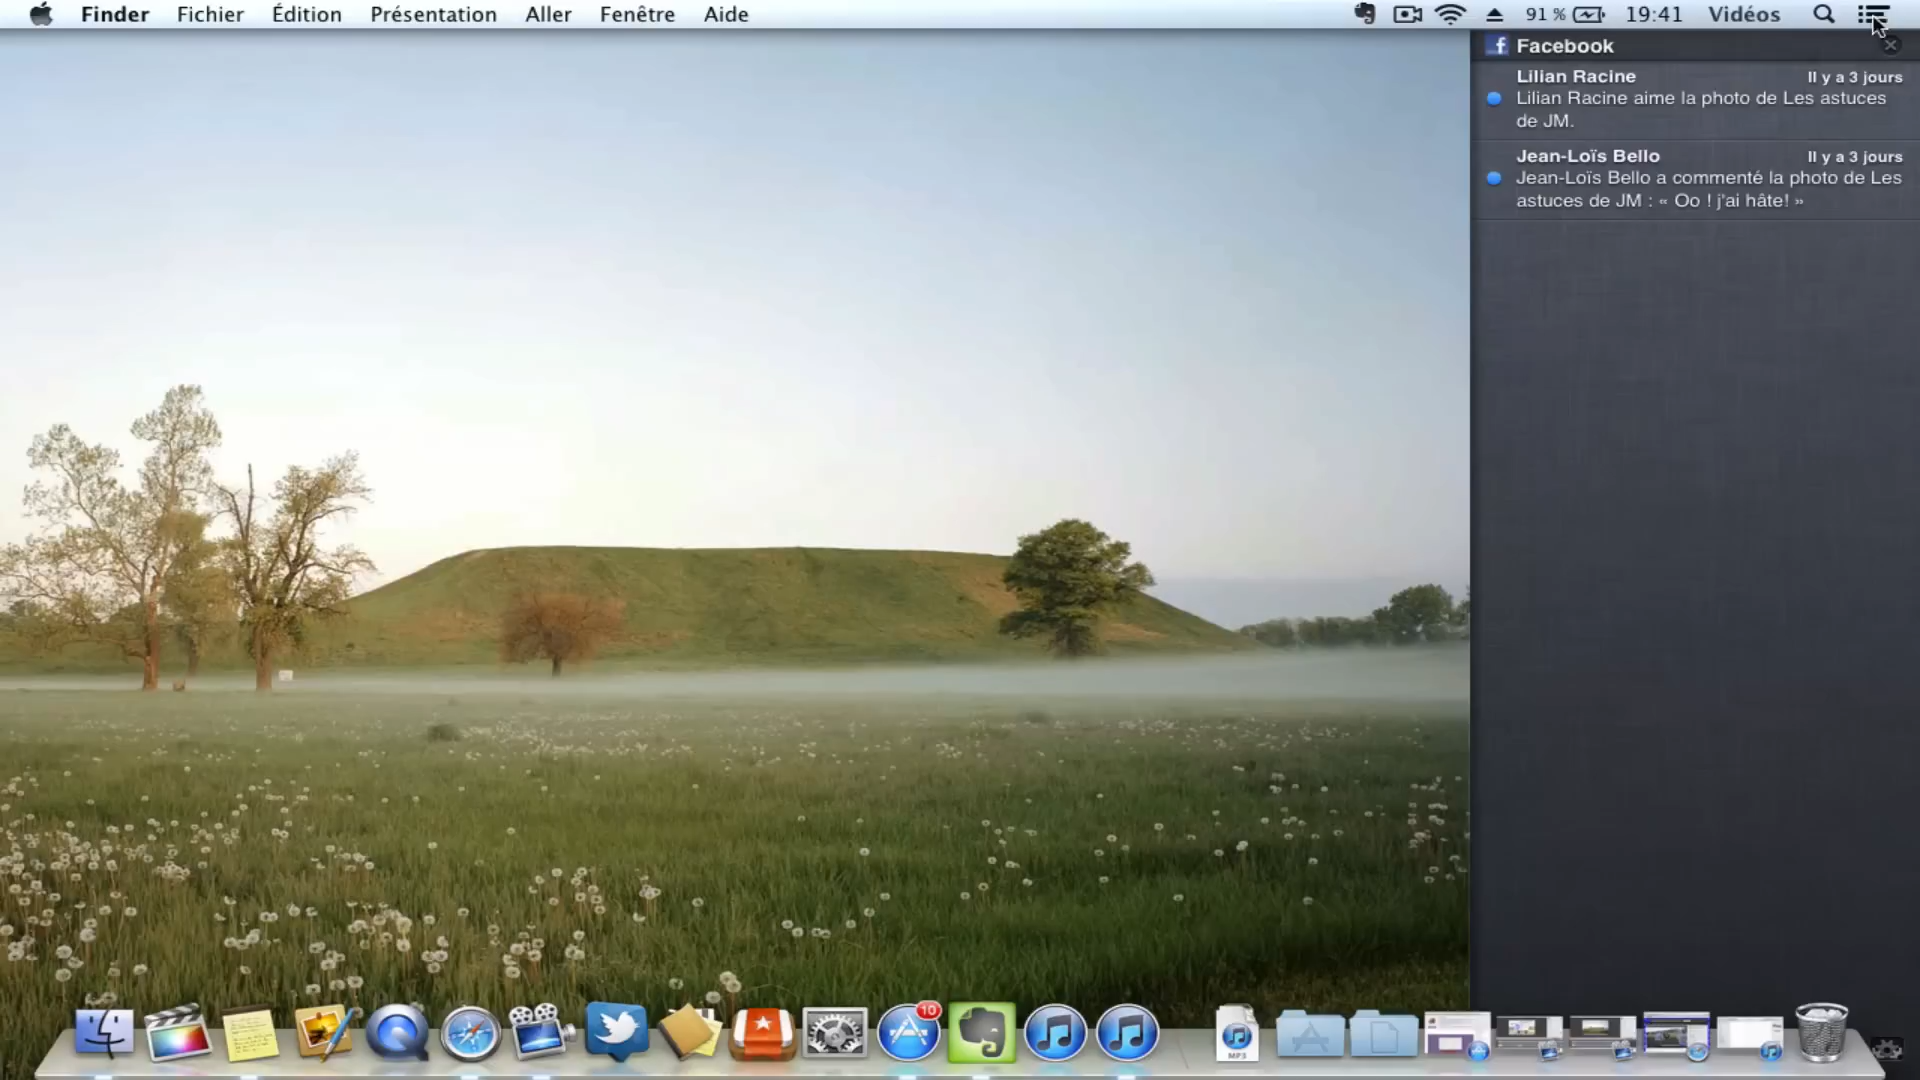 Finder Fichier Édition Présentation Aller Fenêtre Aide 91 % 19:41 Vidéos
Facebook
Lilian Racine Il y a 3 jours
Lilian Racine aime la photo de Les astuces
de JM.
Jean-Loïs Bello Il y a 3 jours
Jean-Loïs Bello a commenté la photo de Les
astuces de JM : « Oo ! j'ai hâte! »
10
MP3